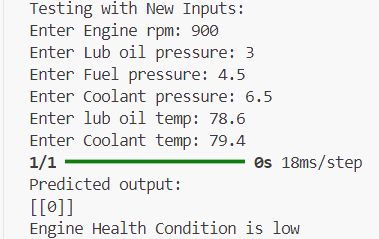 Testing with New Inputs:
Enter Engine rpm: 900
Enter Lub oil pressure: 3
Enter Fuel pressure: 4.5
Enter Coolant pressure: 6.5
Enter lub oil temp: 78.6
Enter Coolant temp: 79.4
1/1 ━━━━━━━━━━━━━━━━━━━━ 0s 18ms/step
Predicted output:
[[0]]
Engine Health Condition is low